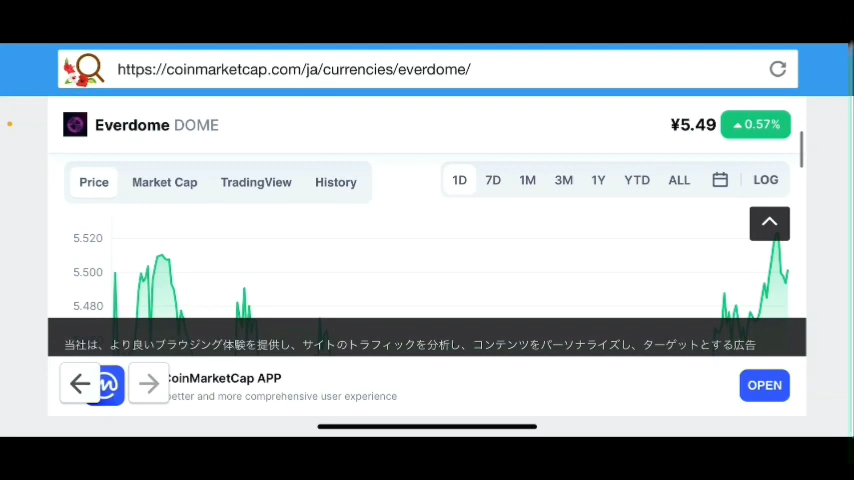 https://coinmarketcap.com/ja/currencies/everdome/
Everdome DOME ¥5.49 0.57%
Price Market Cap TradingView History 1D 7D 1M 3M 1Y YTD ALL LOG
5.520
5.500
5.480
当社は、より良いブラウジング体験を提供し、サイトのトラフィックを分析し、コンテンツをパーソナライズし、ターゲットとする広告
CoinMarketCap APP
better and more comprehensive user experience
OPEN